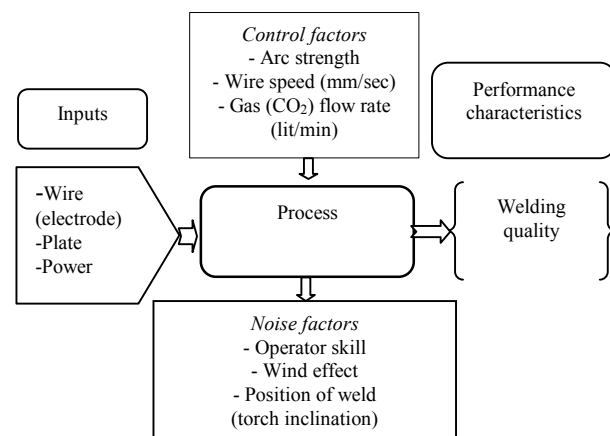 Control factors
- Arc strength
- Wire speed (mm/sec)
- Gas (CO₂) flow rate
(lit/min)
Inputs
Performance
characteristics
-Wire
(electrode)
-Plate
-Power
Process
Welding
quality
Noise factors
- Operator skill
- Wind effect
- Position of weld
(torch inclination)